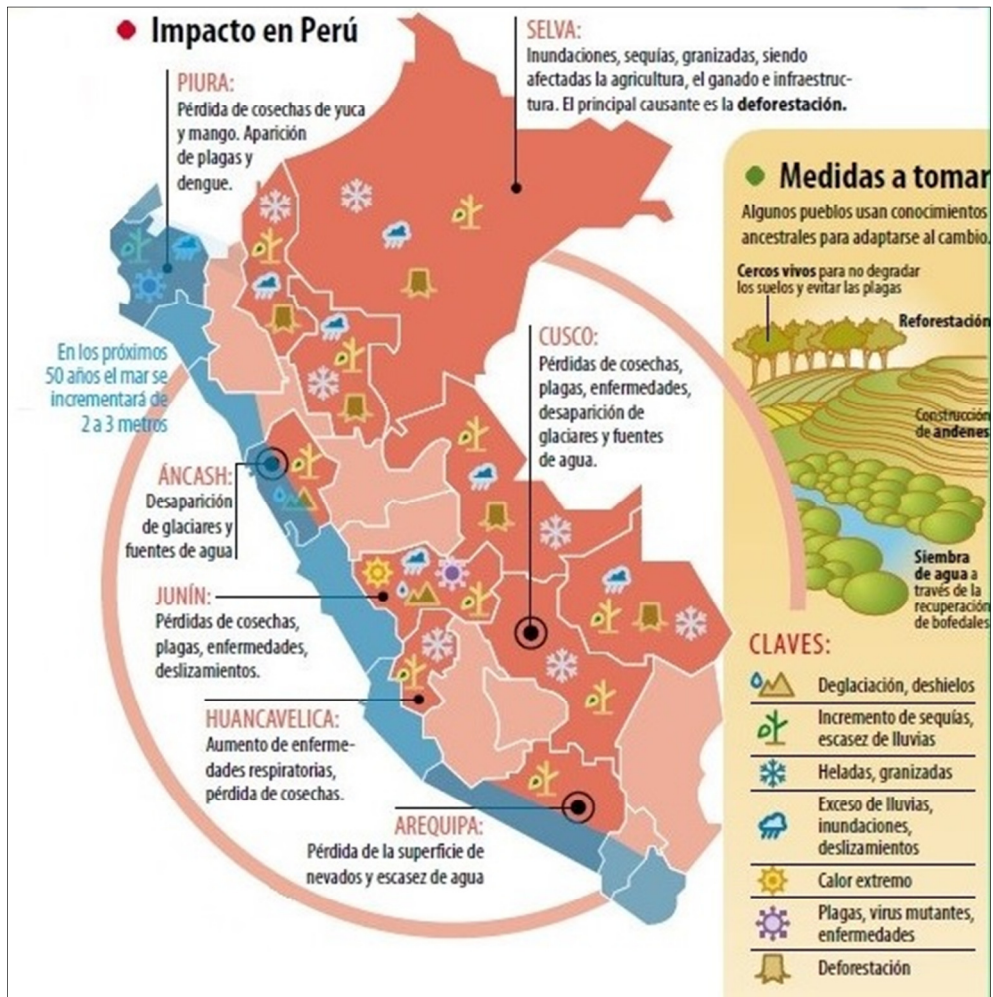 Impacto en Perú
PIURA:
Pérdida de cosechas de yuca
y mango. Aparición
de plagas y
dengue.
SELVA:
Inundaciones, sequías, granizadas, siendo
afectadas la agricultura, el ganado e infraestruc-
tura. El principal causante es la deforestación.
En los próximos
50 años el mar se
incrementará de
2 a 3 metros
CUSCO:
Pérdidas de cosechas,
plagas, enfermedades,
desaparición de
glaciares y fuentes
de agua.
ÁNCASH:
Desaparición
de glaciares y
fuentes de agua
JUNÍN:
Pérdidas de cosechas,
plagas, enfermedades,
deslizamientos.
HUANCAVELICA:
Aumento de enferme-
dades respiratorias,
pérdida de cosechas.
AREQUIPA:
Pérdida de la superficie de
nevados y escasez de agua
Medidas a tomar
Algunos pueblos usan conocimientos
ancestrales para adaptarse al cambio.
Cercos vivos para no degradar
los suelos y evitar las plagas
Reforestación
Construcción
de andenes
Siembra
de agua a
través de la
recuperación
de bofedales
CLAVES:
Deglaciación, deshielos
Incremento de sequías,
escasez de lluvias
Heladas, granizadas
Exceso de lluvias,
inundaciones,
deslizamientos
Calor extremo
Plagas, virus mutantes,
enfermedades
Deforestación